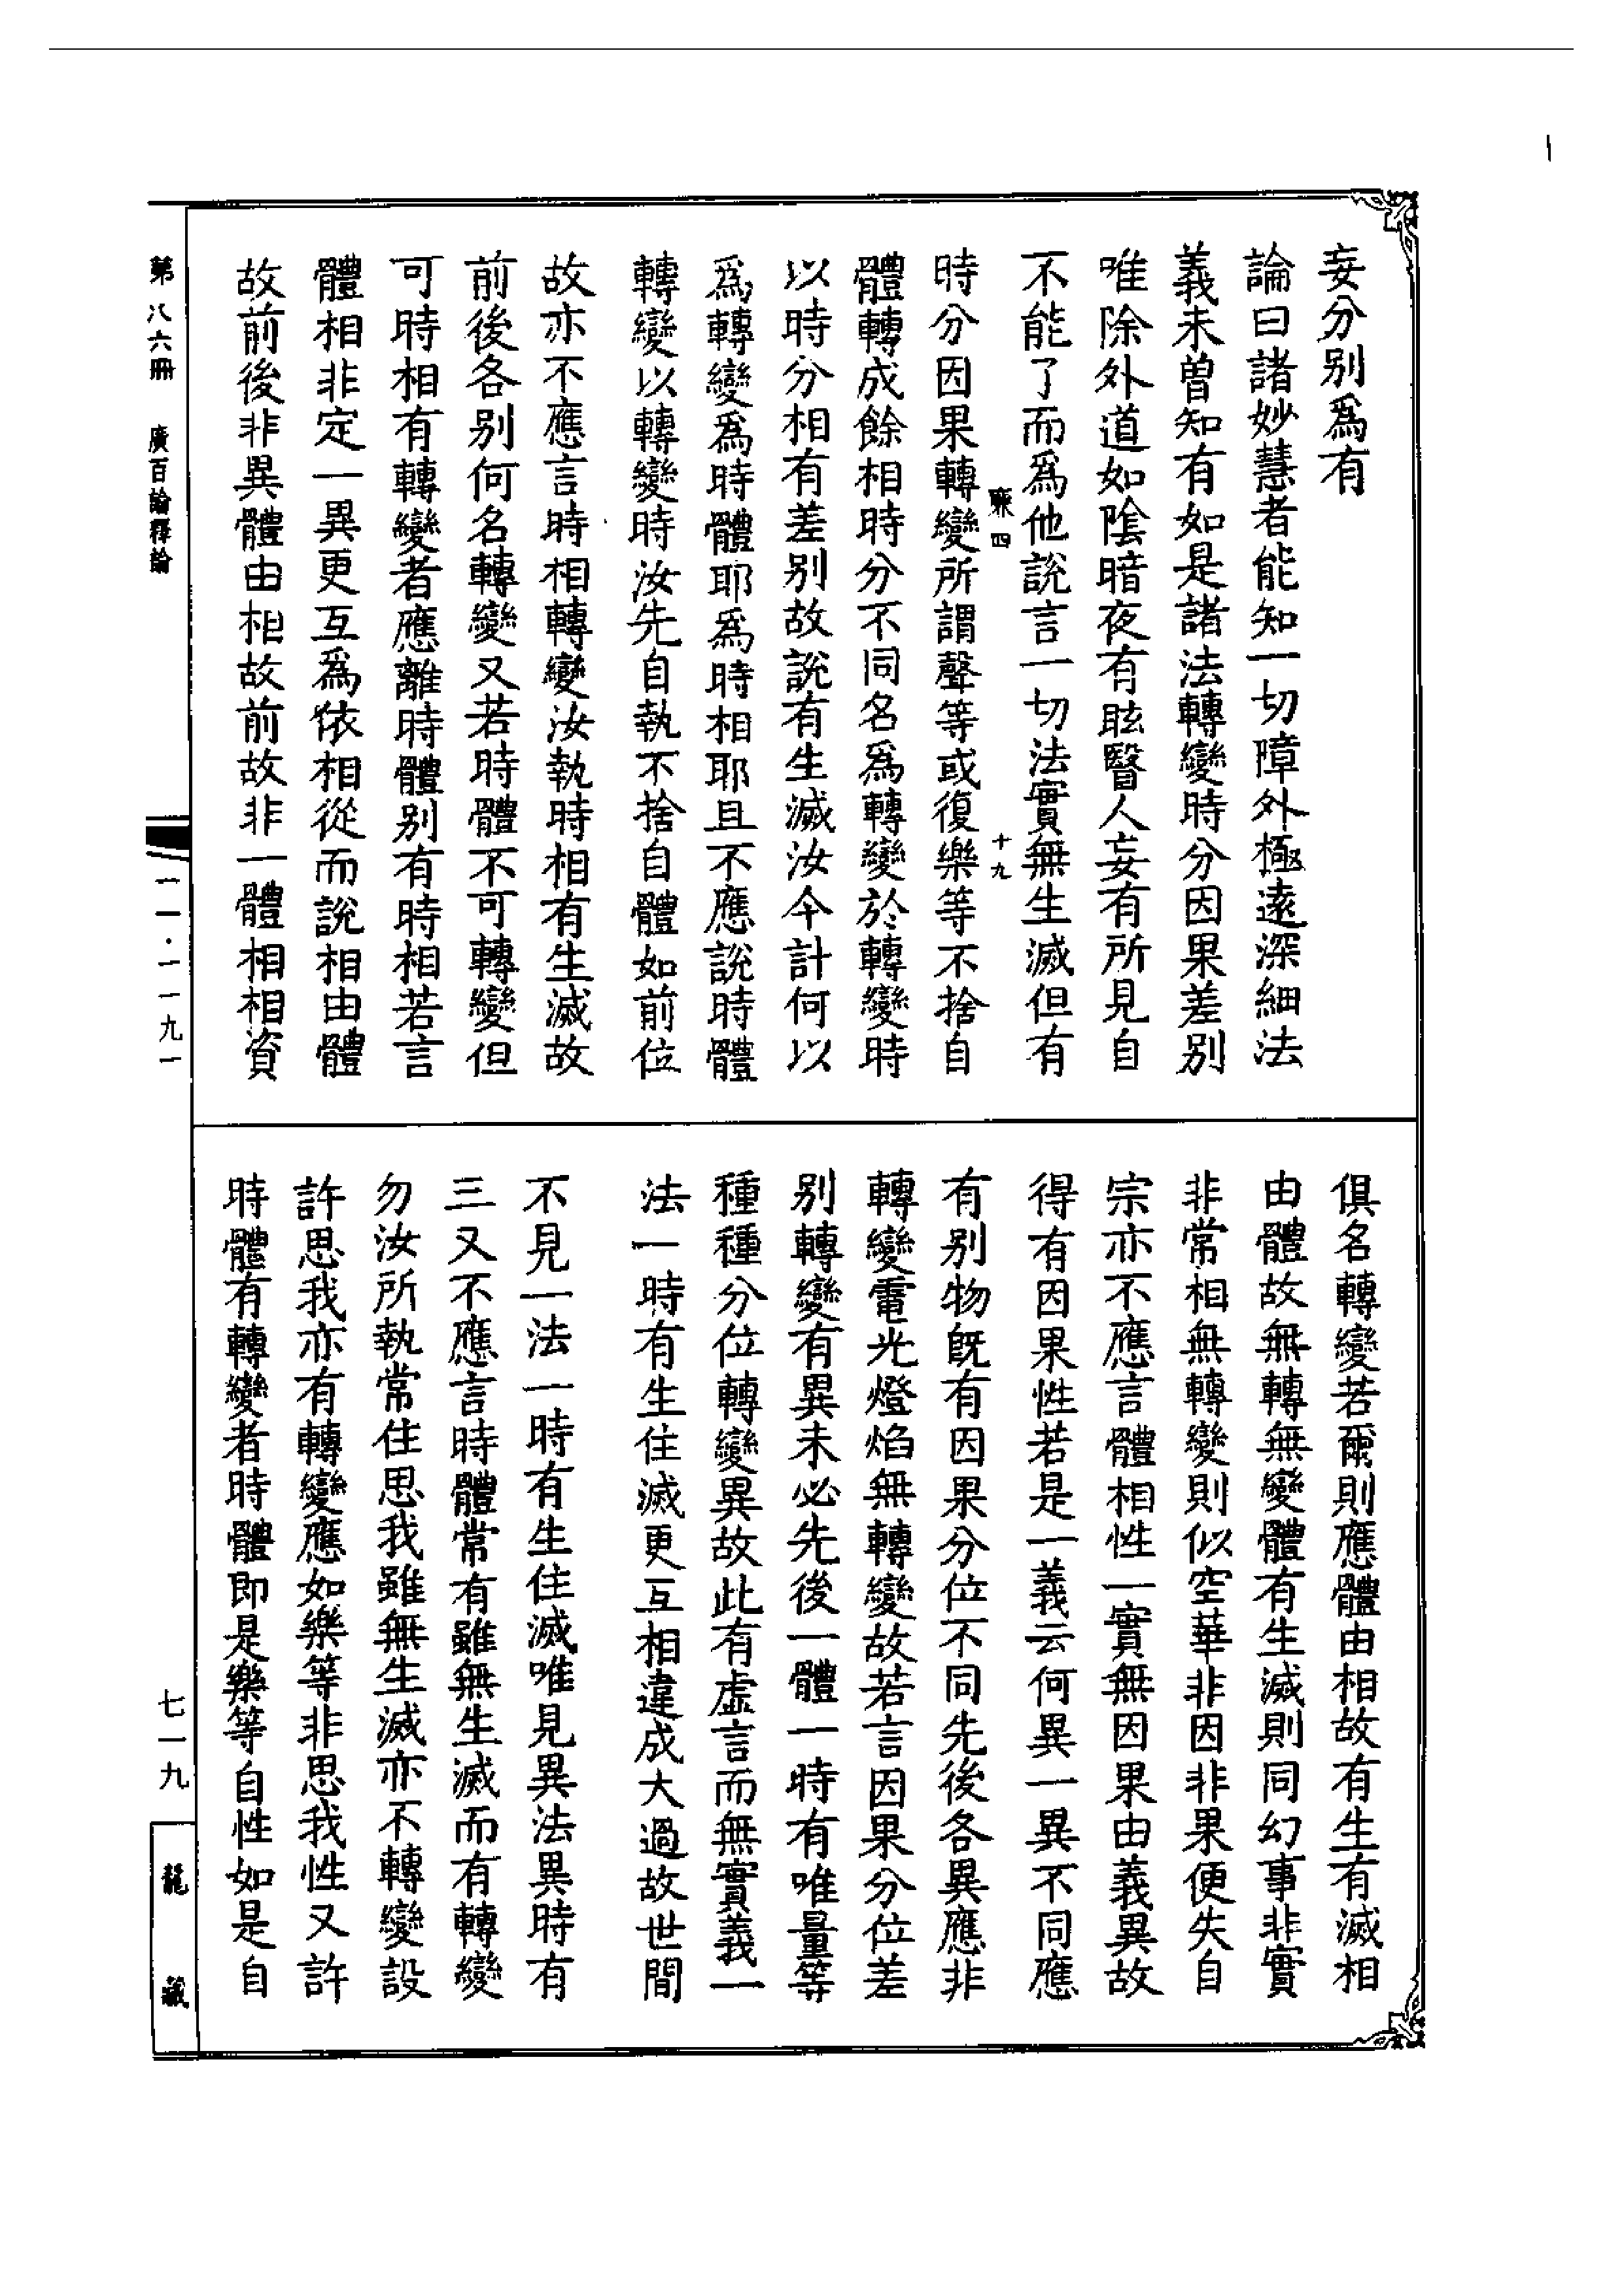 妄分别爲有
論曰諸妙慧者能知一切障外極遠深細法
義未曽知有如是諸法轉變時分因果差别
唯除外道如陰暗夜有眩瞖人妄有所見自
不能了而爲他說言一切法實無生滅但有
𢊍四 十九
時分因果轉變所謂聲等或復樂等不捨自
體轉成餘相時分不同名爲轉變於轉變時
以時分相有差别故說有生滅汝今計何以
爲轉變爲時體耶爲時相耶且不應說時體
轉變以轉變時汝先自執不捨自體如前位
故亦不應言時相轉變汝執時相有生滅故
前後各别何名轉變又若時體不可轉變但
可時相有轉變者應離時體别有時相若言
體相非定一異更互爲依相從而說相由體
故前後非異體由相故前故非一體相相資
俱名轉變若爾則應體由相故有生有滅相
由體故無轉無變體有生滅則同幻事非實
非常相無轉變則似空華非因非果便失自
宗亦不應言體相性一實無因果由義異故
得有因果性若是一義云何異一異不同應
有别物既有因果分位不同先後各異應非
轉變電光燈焰無轉變故若言因果分位差
别轉變有異未必先後一體一時有唯量等
種種分位轉變異故此有虚言而無實義一
法一時有生住滅更互相違成大過故世間
不見一法一時有生住滅唯見異法異時有
三又不應言時體常有雖無生滅而有轉變
勿汝所執常住思我雖無生滅亦不轉變設
許思我亦有轉變應如樂等非思我性又許
時體有轉變者時體即是樂等自性如是自
第八六冊 廣百論釋論
一一·一一九一
七一九
龍藏